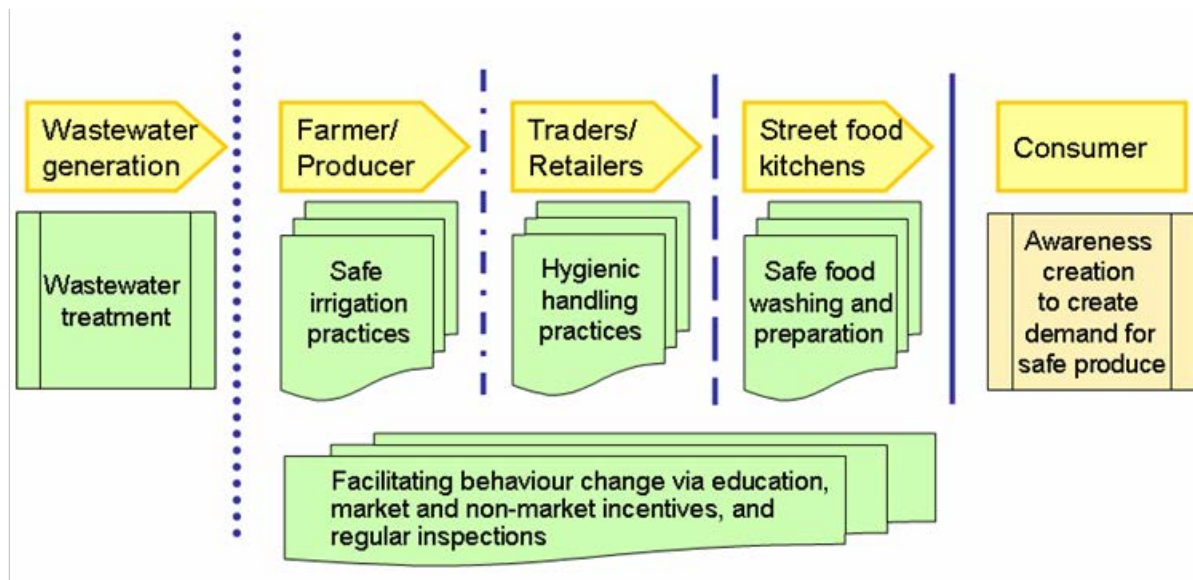 Wastewater
generation
Farmer/
Producer
Traders/
Retailers
Street food
kitchens
Consumer
Wastewater
treatment
Safe
irrigation
practices
Hygienic
handling
practices
Safe food
washing and
preparation
Awareness
creation
to create
demand for
safe produce
Facilitating behaviour change via education,
market and non-market incentives, and
regular inspections